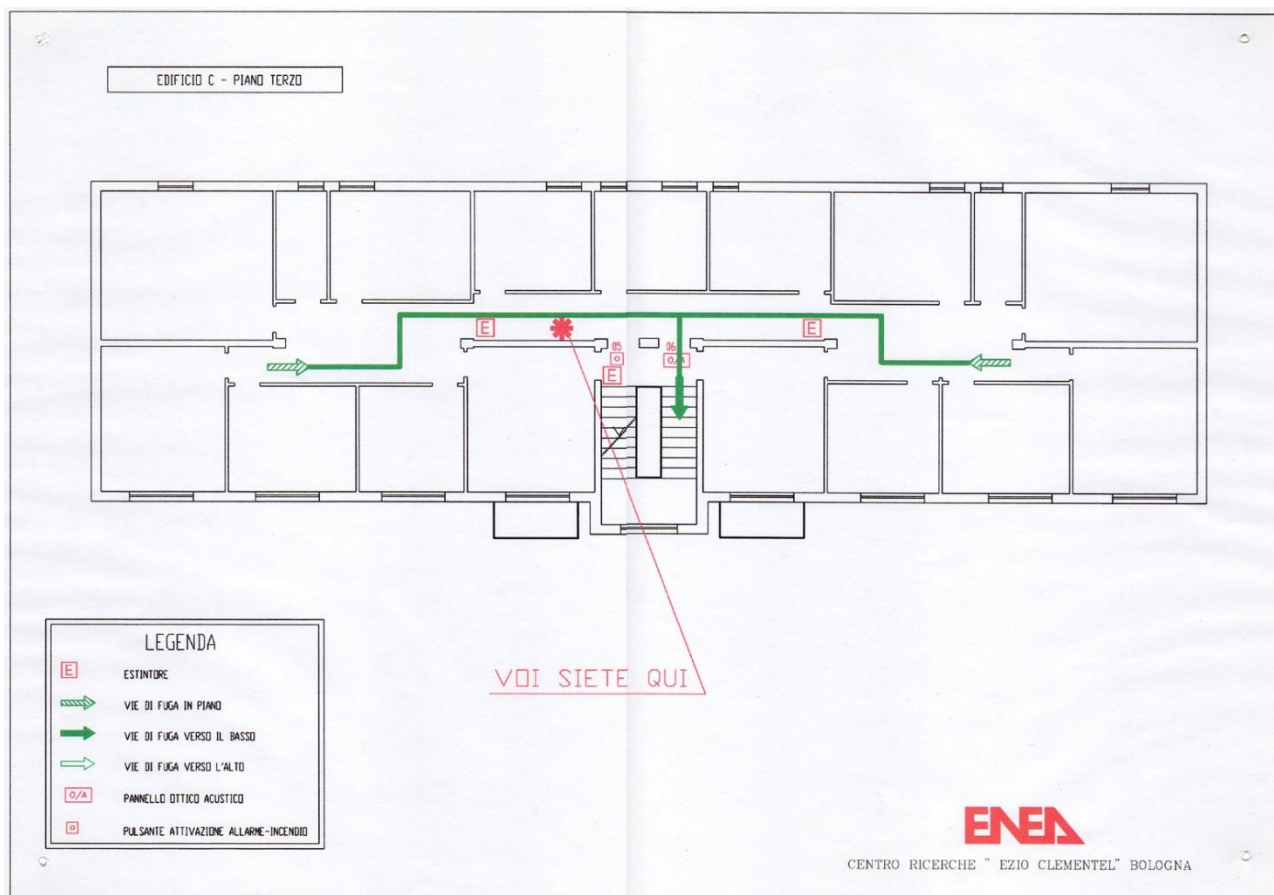 EDIFICIO C - PIANO TERZO
E
E
05
06
O/A
E
VOI SIETE QUI
LEGENDA
E ESTINTORE
VIE DI FUGA IN PIANO
VIE DI FUGA VERSO IL BASSO
VIE DI FUGA VERSO L'ALTO
O/A PANNELLO OTTICO ACUSTICO
PULSANTE ATTIVAZIONE ALLARME-INCENDIO
ENEA
CENTRO RICERCHE " EZIO CLEMENTEL" BOLOGNA